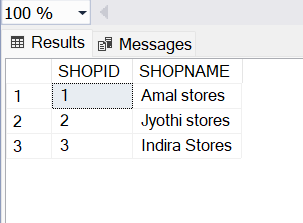 100 %
Results Messages
SHOPID SHOPNAME
1 1 Amal stores
2 2 Jyothi stores
3 3 Indira Stores